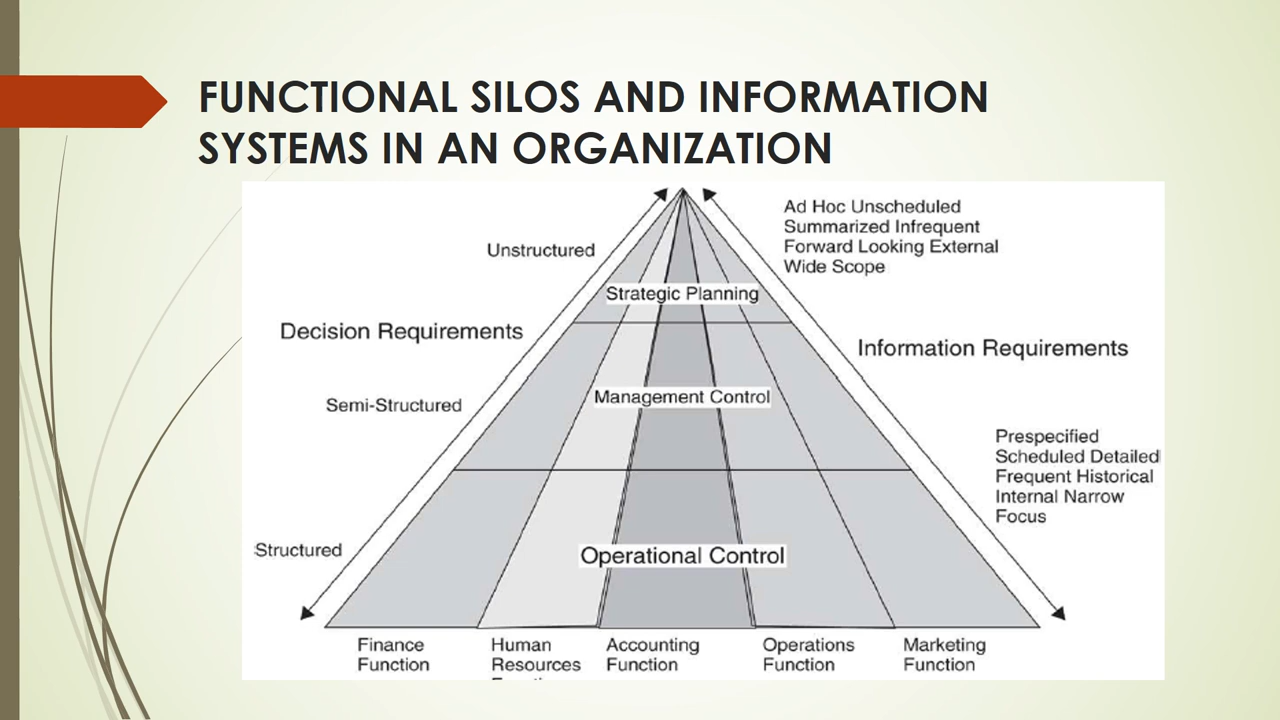 FUNCTIONAL SILOS AND INFORMATION
SYSTEMS IN AN ORGANIZATION
Unstructured
Ad Hoc Unscheduled
Summarized Infrequent
Forward Looking External
Wide Scope
Strategic Planning
Decision Requirements
Information Requirements
Management Control
Semi-Structured
Prespecified
Scheduled Detailed
Frequent Historical
Internal Narrow
Focus
Structured
Operational Control
Finance
Function
Human
Resources
Accounting
Function
Operations
Function
Marketing
Function